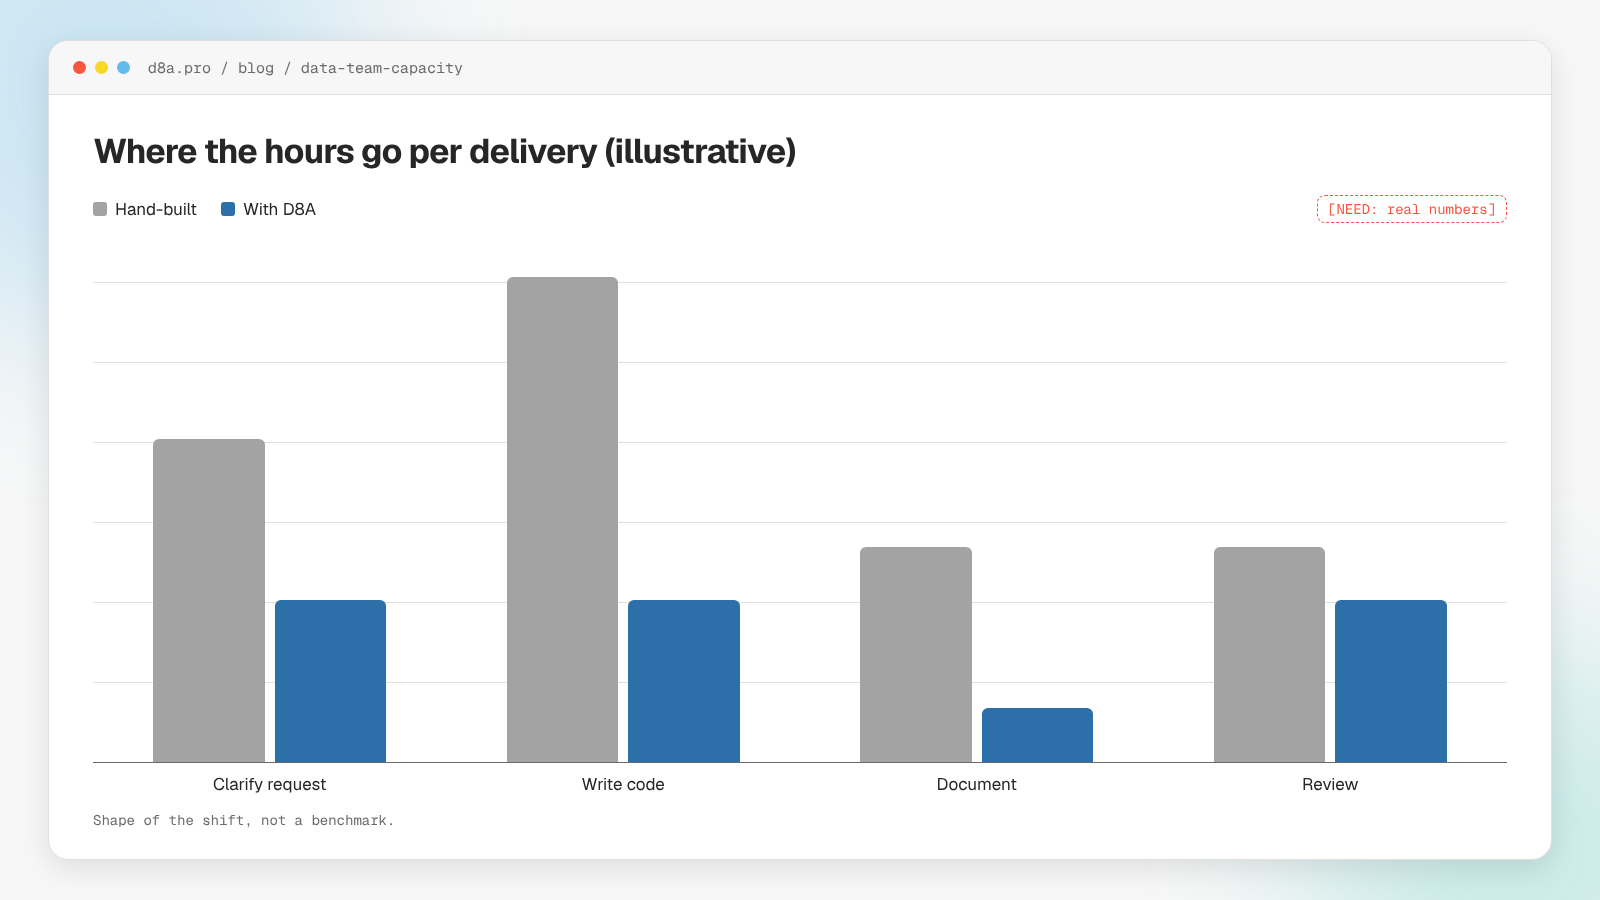 d8a.pro / blog / data-team-capacity
Where the hours go per delivery (illustrative)
Hand-built
With D8A
[NEED: real numbers]
Clarify request
Write code
Document
Review
Shape of the shift, not a benchmark.